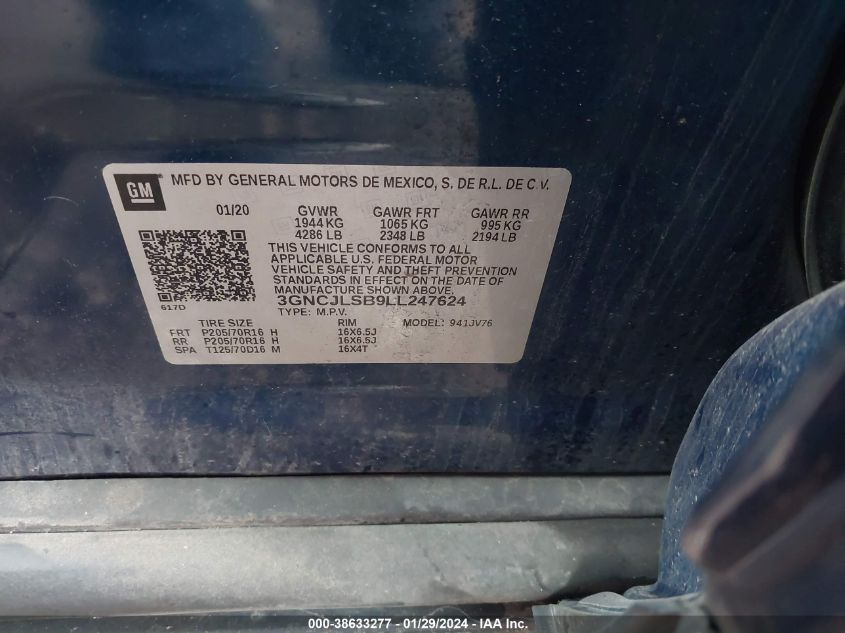 GM
MFD BY GENERAL MOTORS DE MEXICO, S. DE R.L. DE C.V.
01/20 GVWR GAWR FRT GAWR RR
1944 KG 1065 KG 995 KG
4286 LB 2348 LB 2194 LB
THIS VEHICLE CONFORMS TO ALL
APPLICABLE U.S. FEDERAL MOTOR
VEHICLE SAFETY AND THEFT PREVENTION
STANDARDS IN EFFECT ON THE DATE OF
MANUFACTURE SHOWN ABOVE.
617D
3GNCJLSB9LL247624
TYPE: M.P.V. MODEL: 941JV76
TIRE SIZE RIM
FRT P205/70R16 H 16X6.5J
RR P205/70R16 H 16X6.5J
SPA T125/70D16 M 16X4T
000-38633277 - 01/29/2024 - IAA Inc.